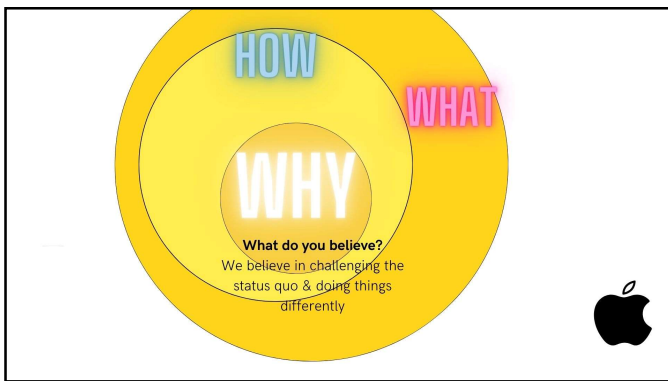 HOW
WHAT
WHY
What do you believe?
We believe in challenging the
status quo & doing things
differently